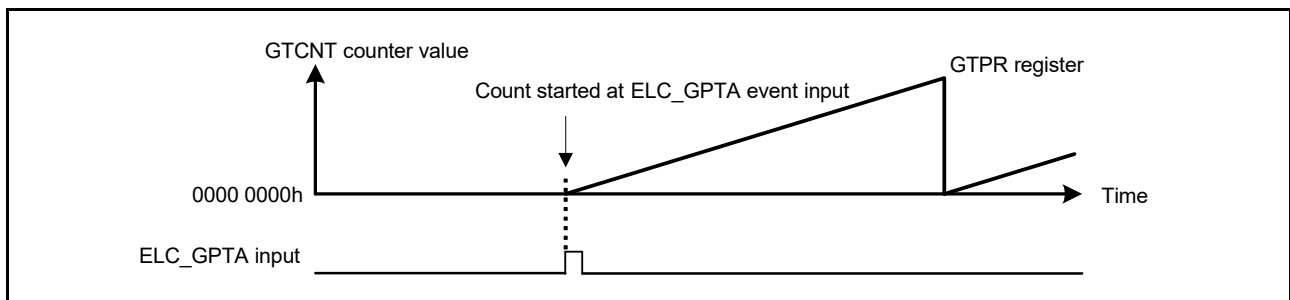 GTCNT counter value
GTPR register
Count started at ELC_GPTA event input
0000 0000h
Time
ELC_GPTA input